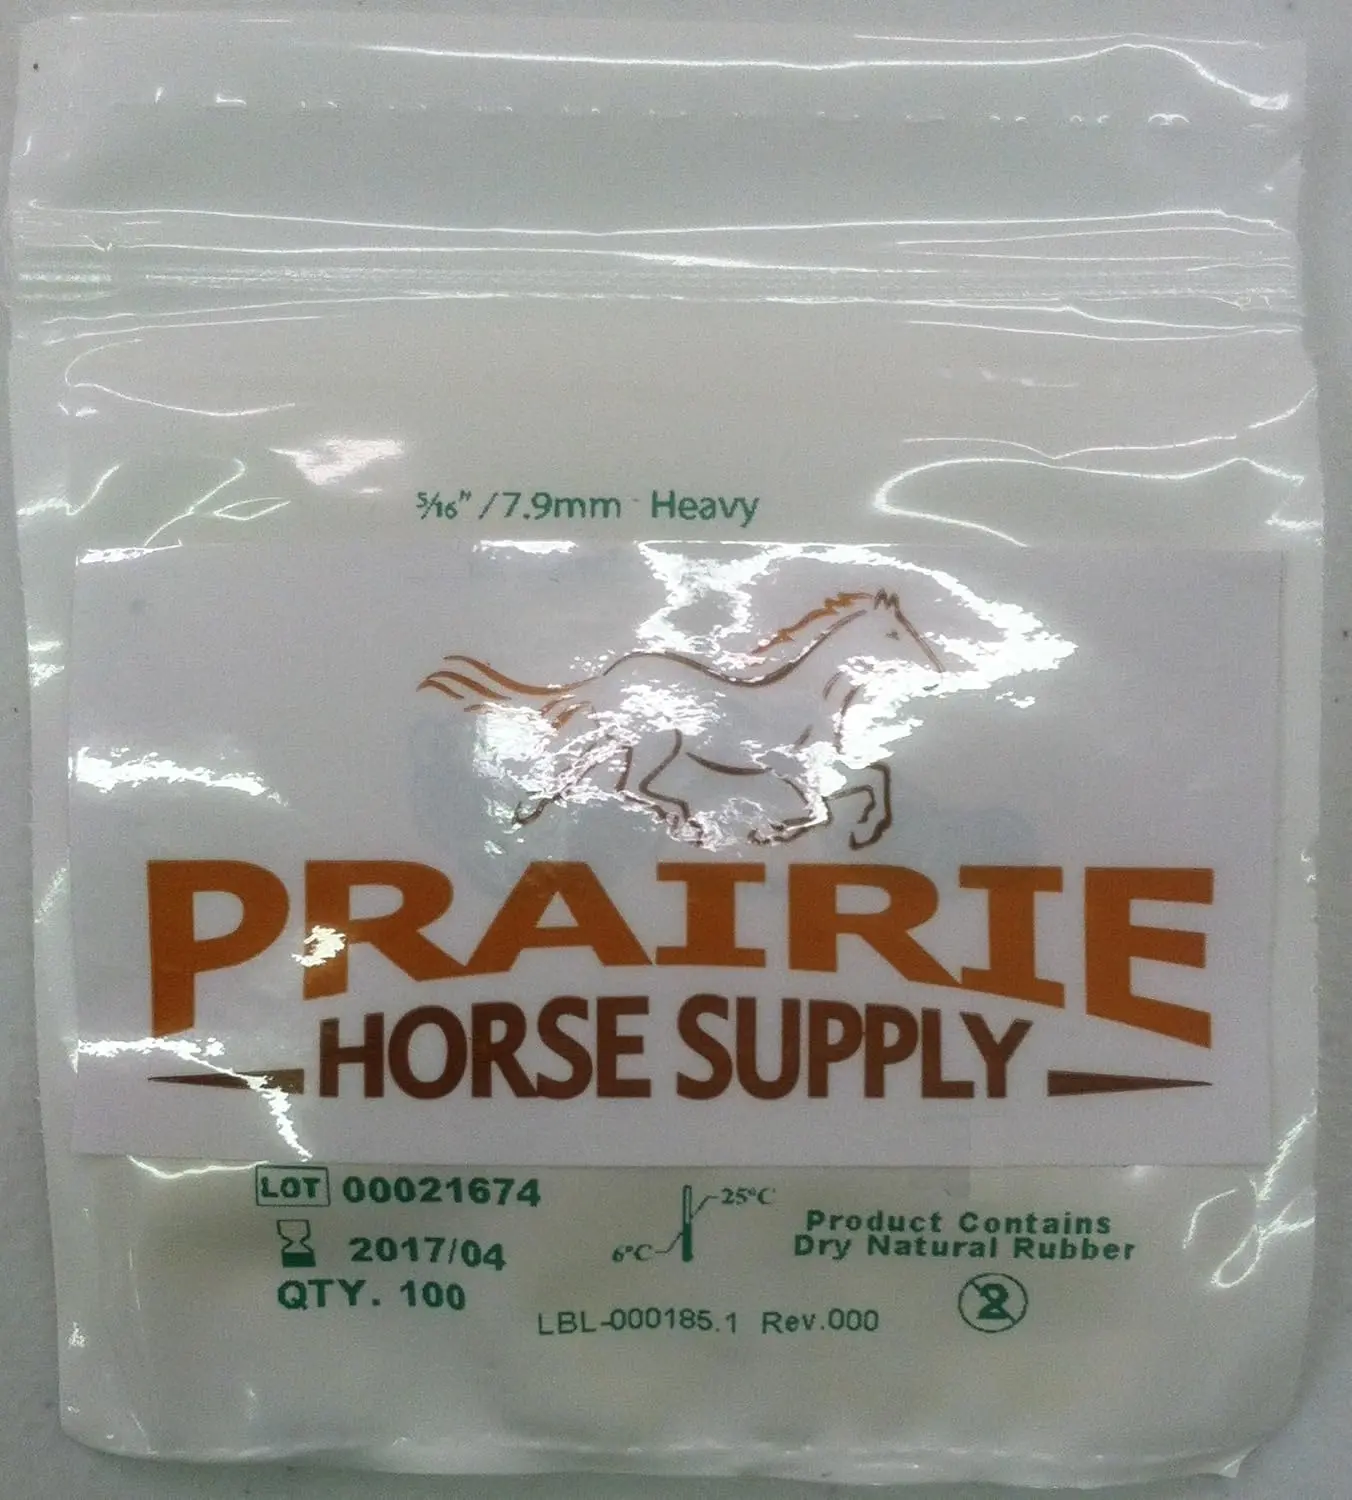 5/16" / 7.9mm - Heavy
PRAIRIE
HORSE SUPPLY
LOT 00021674
2017/04
QTY. 100
25°C
6°C
Product Contains
Dry Natural Rubber
2
LBL-000185.1 Rev.000